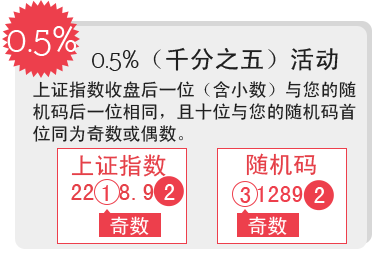 0.5%
0.5%（千分之五）活动
上证指数收盘后一位（含小数）与您的随
机码后一位相同，且十位与您的随机码首
位同为奇数或偶数。
上证指数
2218.92
奇数
随机码
312892
奇数